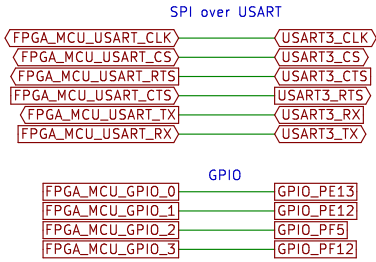 SPI over USART
FPGA_MCU_USART_CLK USART3_CLK
FPGA_MCU_USART_CS USART3_CS
FPGA_MCU_USART_RTS USART3_CTS
FPGA_MCU_USART_CTS USART3_RTS
FPGA_MCU_USART_TX USART3_RX
FPGA_MCU_USART_RX USART3_TX
GPIO
FPGA_MCU_GPIO_0 GPIO_PE13
FPGA_MCU_GPIO_1 GPIO_PE12
FPGA_MCU_GPIO_2 GPIO_PF5
FPGA_MCU_GPIO_3 GPIO_PF12